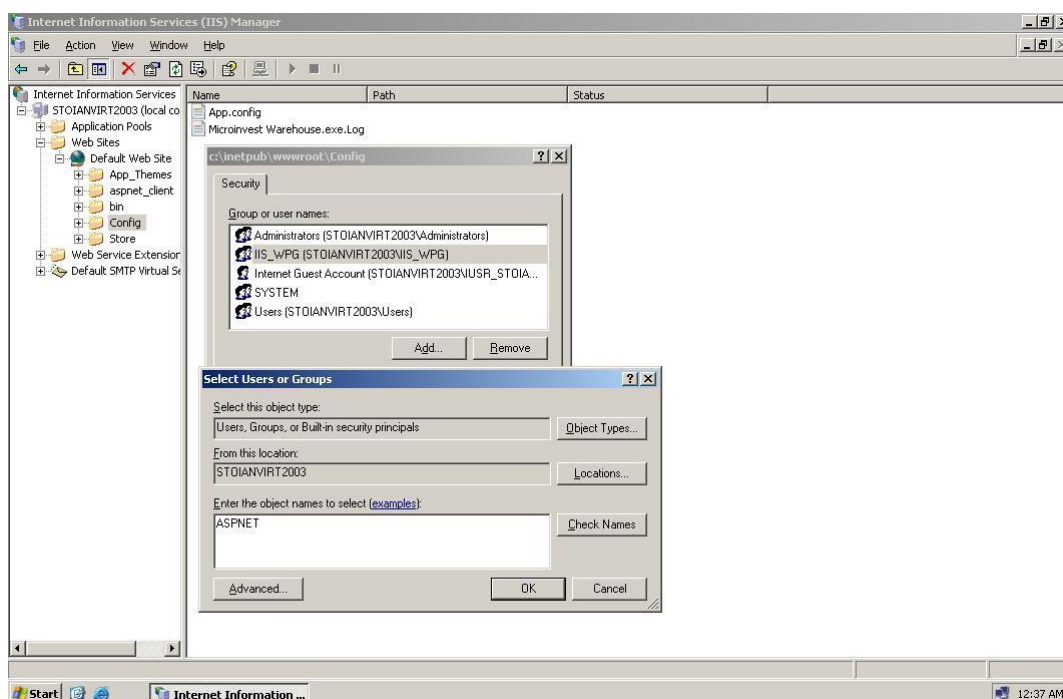 Internet Information Services (IIS) Manager
File Action View Window Help
Internet Information Services
STOIANVIRT2003 (local co
Application Pools
Web Sites
Default Web Site
App_Themes
aspnet_client
bin
Config
Store
Web Service Extension
Default SMTP Virtual Se
Name Path Status
App.config
Microinvest Warehouse.exe.Log
c:\inetpub\wwwroot\Config
Security
Group or user names:
Administrators (STOIANVIRT2003\Administrators)
IIS_WPG (STOIANVIRT2003\IIS_WPG)
Internet Guest Account (STOIANVIRT2003\IUSR_STOIA...
SYSTEM
Users (STOIANVIRT2003\Users)
Add... Remove
Select Users or Groups
Select this object type:
Users, Groups, or Built-in security principals
Object Types...
From this location:
STOIANVIRT2003
Locations...
Enter the object names to select (examples):
ASPNET
Check Names
Advanced... OK Cancel
Start Internet Information ... 12:37 AM